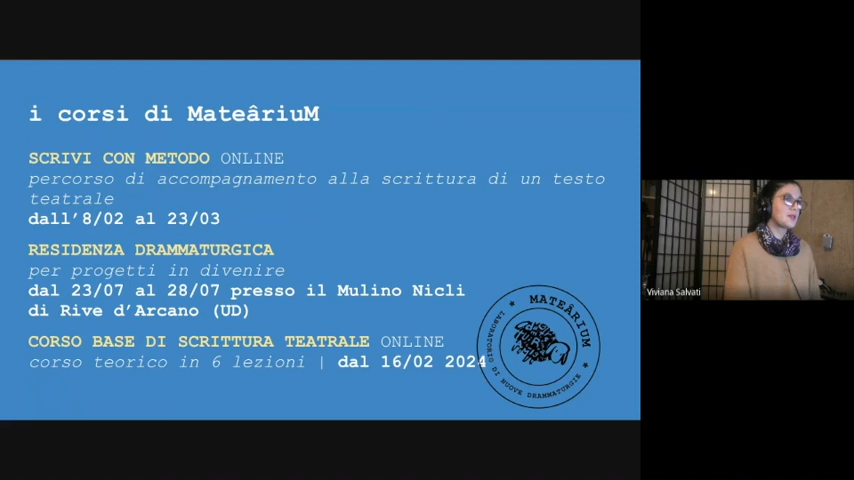 i corsi di MateâriuM
SCRIVI CON METODO ONLINE
percorso di accompagnamento alla scrittura di un testo
teatrale
dall’8/02 al 23/03
RESIDENZA DRAMMATURGICA
per progetti in divenire
dal 23/07 al 28/07 presso il Mulino Nicli
di Rive d’Arcano (UD)
CORSO BASE DI SCRITTURA TEATRALE ONLINE
corso teorico in 6 lezioni | dal 16/02 2024
MATEÂRIUM
LABORATORIO DI NUOVE DRAMMATURGIE
Viviana Salvati